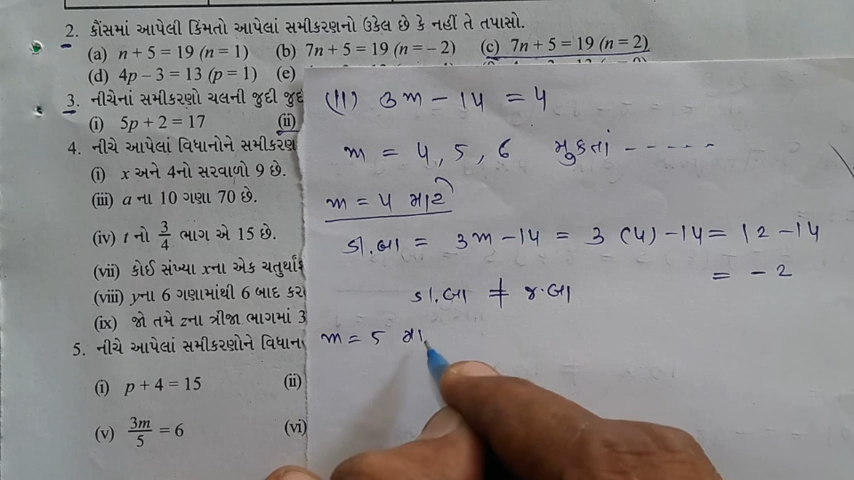 2. કૌંસમાં આપેલી કિંમતો આપેલાં સમીકરણનો ઉકેલ છે કે નહીં તે તપાસો.
(a) n + 5 = 19 (n = 1) (b) 7n + 5 = 19 (n = – 2) (c) 7n + 5 = 19 (n = 2)
(d) 4p – 3 = 13 (p = 1) (e)
3. નીચેનાં સમીકરણો ચલની જુદી જુદ
(i) 5p + 2 = 17 (ii)
4. નીચે આપેલાં વિધાનોને સમીકરણ
(i) x અને 4નો સરવાળો 9 છે.
(iii) a ના 10 ગણા 70 છે.
(iv) t નો 3/4 ભાગ એ 15 છે.
(vii) કોઈ સંખ્યા xના એક ચતુર્થાંશ
(viii) yના 6 ગણામાંથી 6 બાદ કર
(ix) જો તમે zના ત્રીજા ભાગમાં 3
5. નીચે આપેલાં સમીકરણોને વિધાન
(i) p + 4 = 15 (ii)
(v) 3m/5 = 6 (vi)
(ii) 3m – 14 = 4
m = 4, 5, 6 મુકતાં - - - - -
m = 4 માટે
ડા.બા = 3m – 14 = 3 (4) – 14 = 12 – 14
= – 2
ડા.બા ≠ જ.બા
m = 5 મા